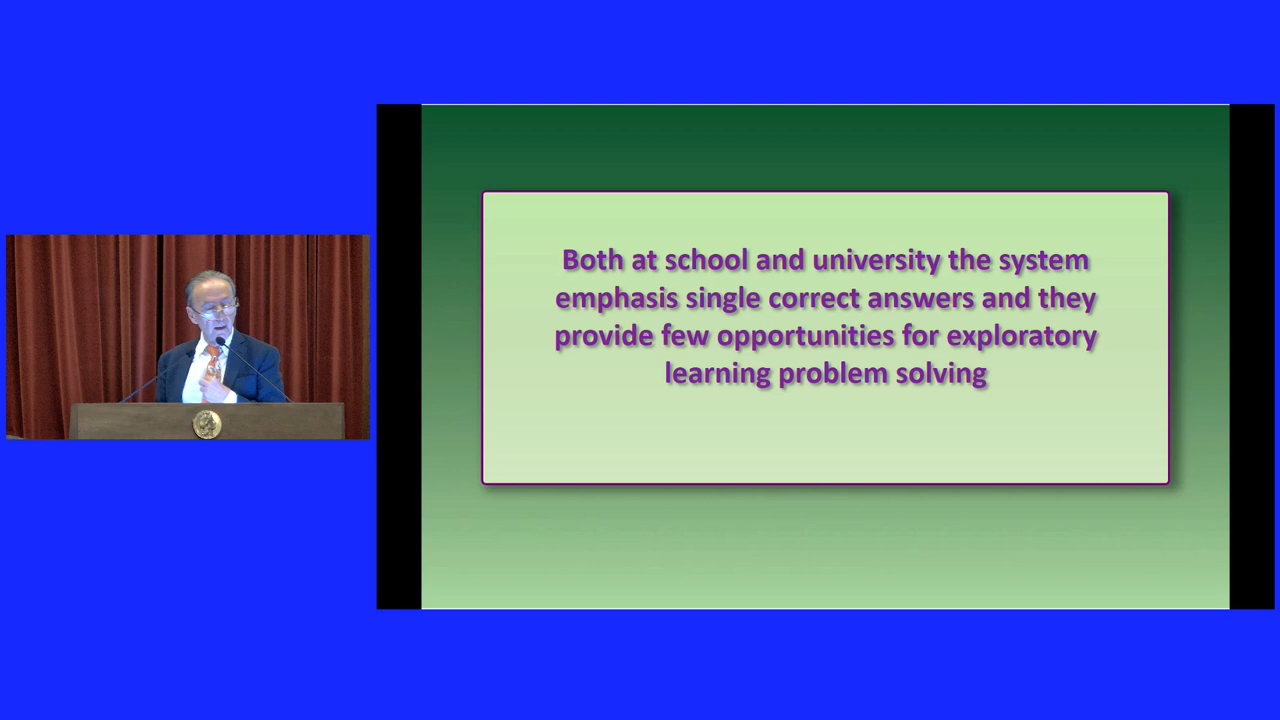 Both at school and university the system
emphasis single correct answers and they
provide few opportunities for exploratory
learning problem solving